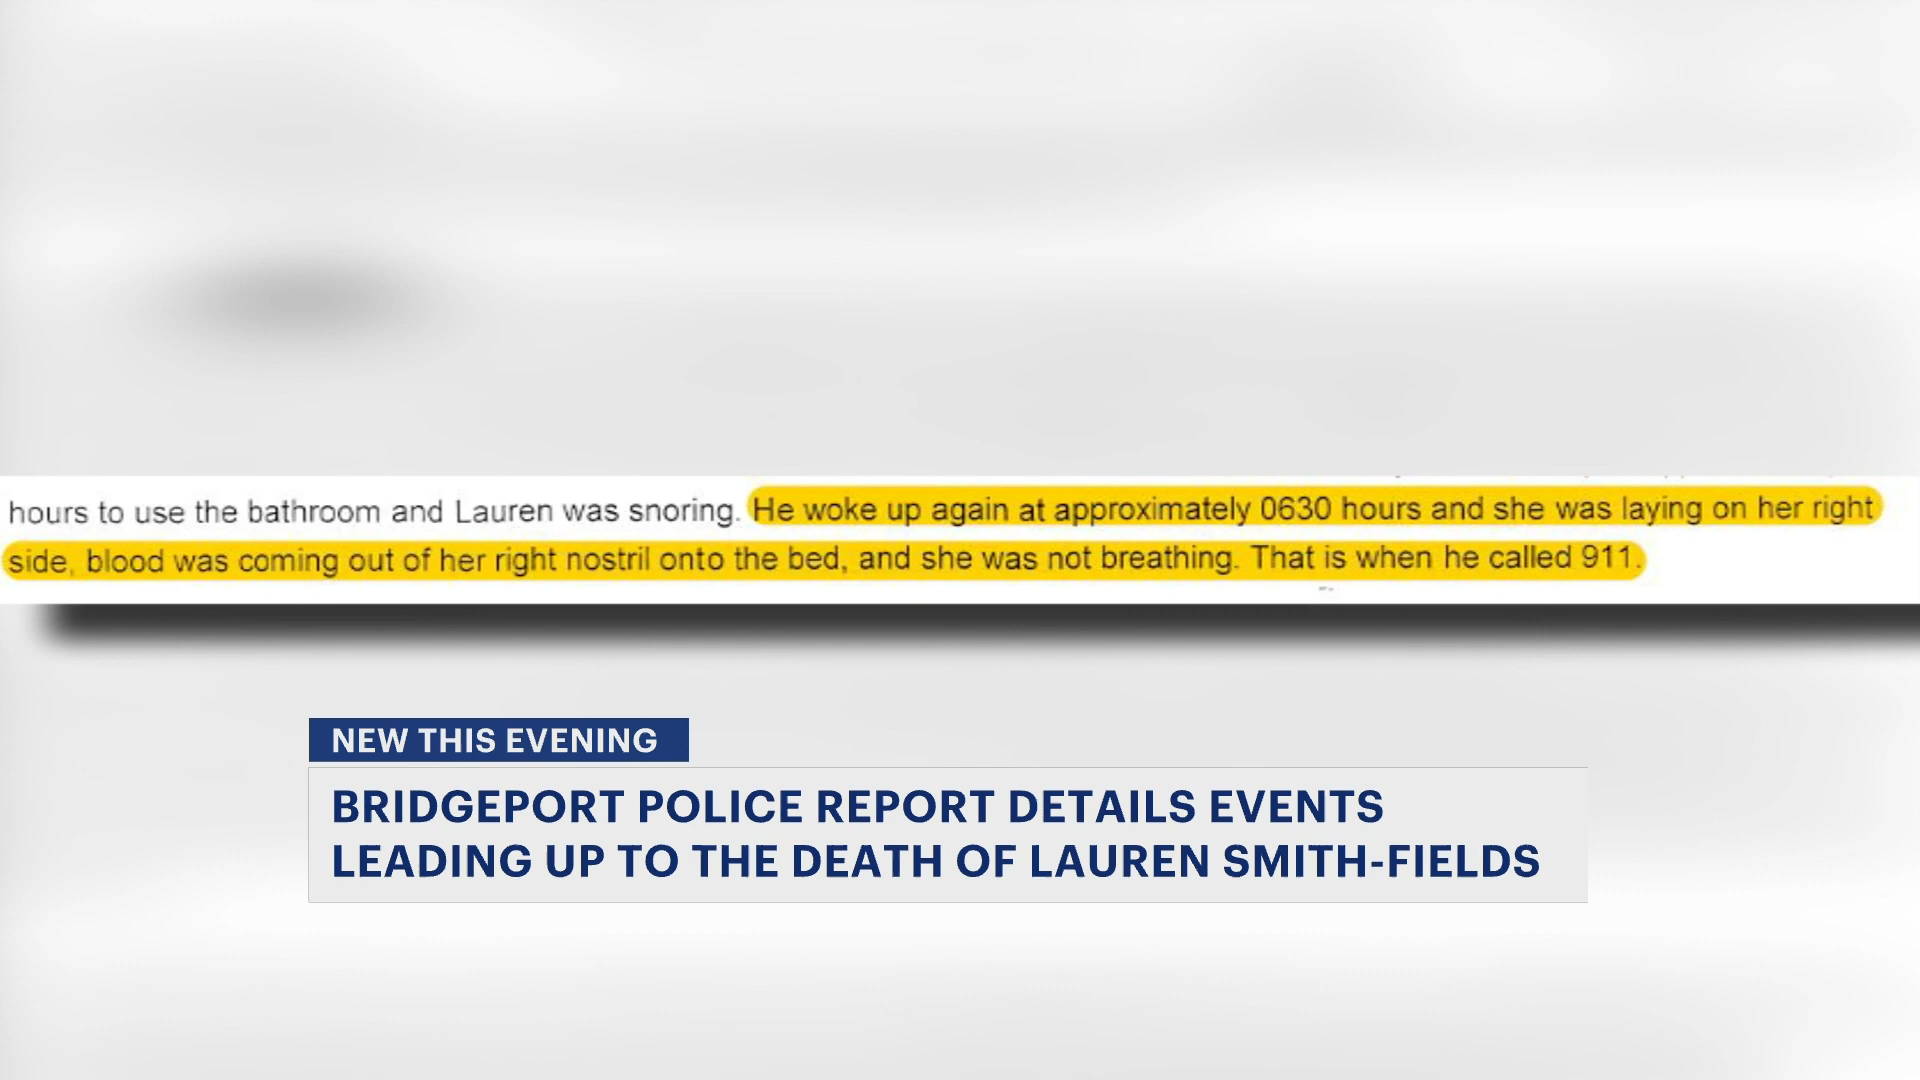 hours to use the bathroom and Lauren was snoring. He woke up again at approximately 0630 hours and she was laying on her right
side, blood was coming out of her right nostril onto the bed, and she was not breathing. That is when he called 911.
NEW THIS EVENING
BRIDGEPORT POLICE REPORT DETAILS EVENTS
LEADING UP TO THE DEATH OF LAUREN SMITH-FIELDS